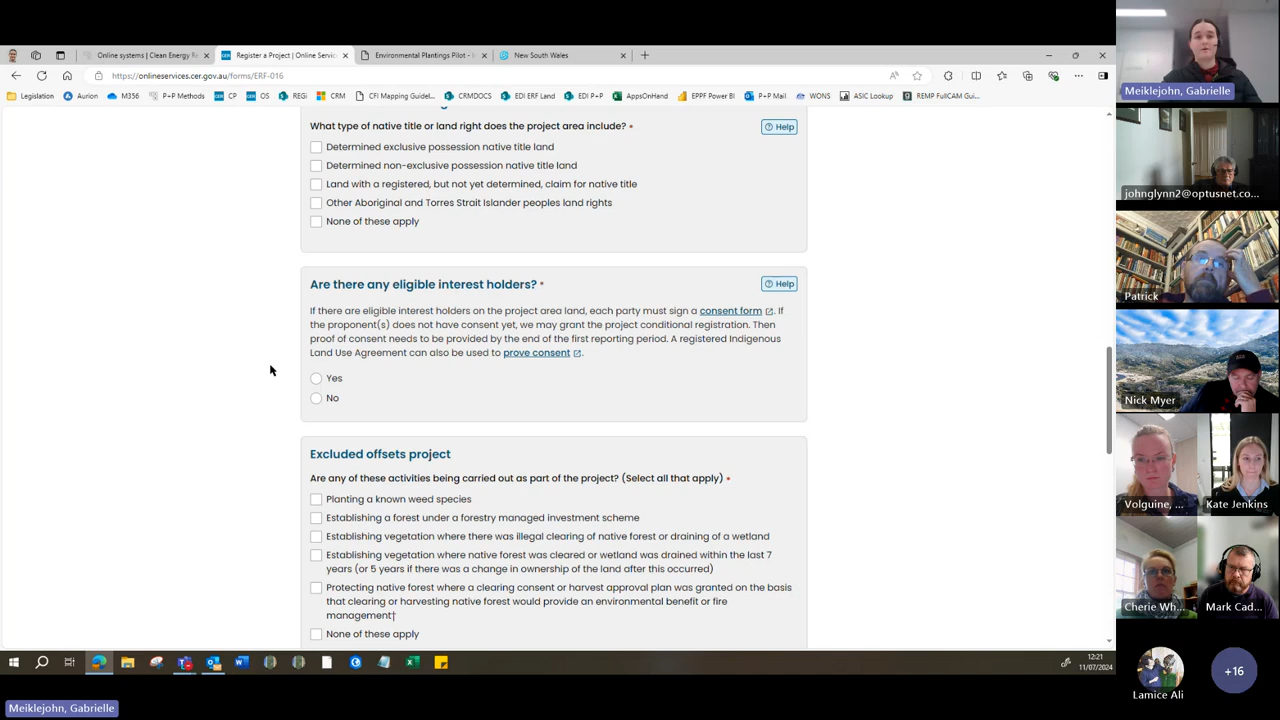 Online systems | Clean Energy Re
Register a Project | Online Servic
Environmental Plantings Pilot -
New South Wales
https://onlineservices.cer.gov.au/forms/ERF-016
Legislation
Aurion
M356
P+P Methods
CP
OS
REGI
CRM
CFI Mapping Guidel...
CRMDOCS
EDI ERF Land
EDI P+P
AppsOnHand
EPPF Power BI
P+P Mail
WONS
ASIC Lookup
REMP FullCAM Gui...
What type of native title or land right does the project area include? *
Help
Determined exclusive possession native title land
Determined non-exclusive possession native title land
Land with a registered, but not yet determined, claim for native title
Other Aboriginal and Torres Strait Islander peoples land rights
None of these apply
Are there any eligible interest holders? *
Help
If there are eligible interest holders on the project area land, each party must sign a consent form. If
the proponent(s) does not have consent yet, we may grant the project conditional registration. Then
proof of consent needs to be provided by the end of the first reporting period. A registered Indigenous
Land Use Agreement can also be used to prove consent.
Yes
No
Excluded offsets project
Are any of these activities being carried out as part of the project? (Select all that apply) *
Planting a known weed species
Establishing a forest under a forestry managed investment scheme
Establishing vegetation where there was illegal clearing of native forest or draining of a wetland
Establishing vegetation where native forest was cleared or wetland was drained within the last 7
years (or 5 years if there was a change in ownership of the land after this occurred)
Protecting native forest where a clearing consent or harvest approval plan was granted on the basis
that clearing or harvesting native forest would provide an environmental benefit or fire
management†
None of these apply
12:21
11/07/2024
Meiklejohn, Gabrielle
Meiklejohn, Gabrielle
johnglynn2@optusnet.co...
Patrick
Nick Myer
Volguine, ...
Kate Jenkins
Cherie Wh...
Mark Cad...
Lamice Ali
+16